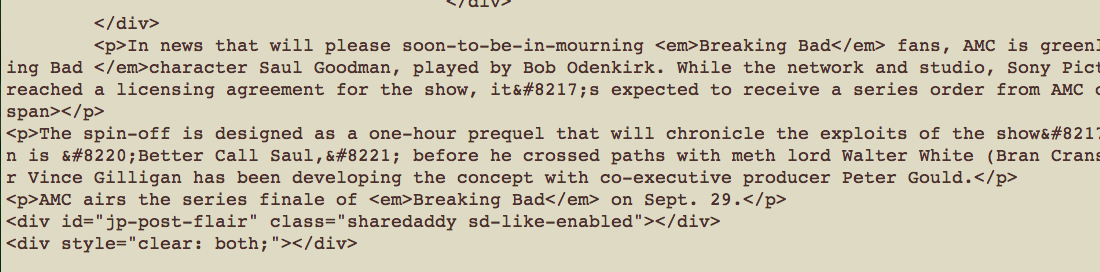 </div>
</div>
<p>In news that will please soon-to-be-in-mourning <em>Breaking Bad</em> fans, AMC is greenl
ing Bad </em>character Saul Goodman, played by Bob Odenkirk. While the network and studio, Sony Pict
reached a licensing agreement for the show, it&#8217;s expected to receive a series order from AMC
span></p>
<p>The spin-off is designed as a one-hour prequel that will chronicle the exploits of the show&#8217
n is &#8220;Better Call Saul,&#8221; before he crossed paths with meth lord Walter White (Bran Crans
r Vince Gilligan has been developing the concept with co-executive producer Peter Gould.</p>
<p>AMC airs the series finale of <em>Breaking Bad</em> on Sept. 29.</p>
<div id="jp-post-flair" class="sharedaddy sd-like-enabled"></div>
<div style="clear: both;"></div>